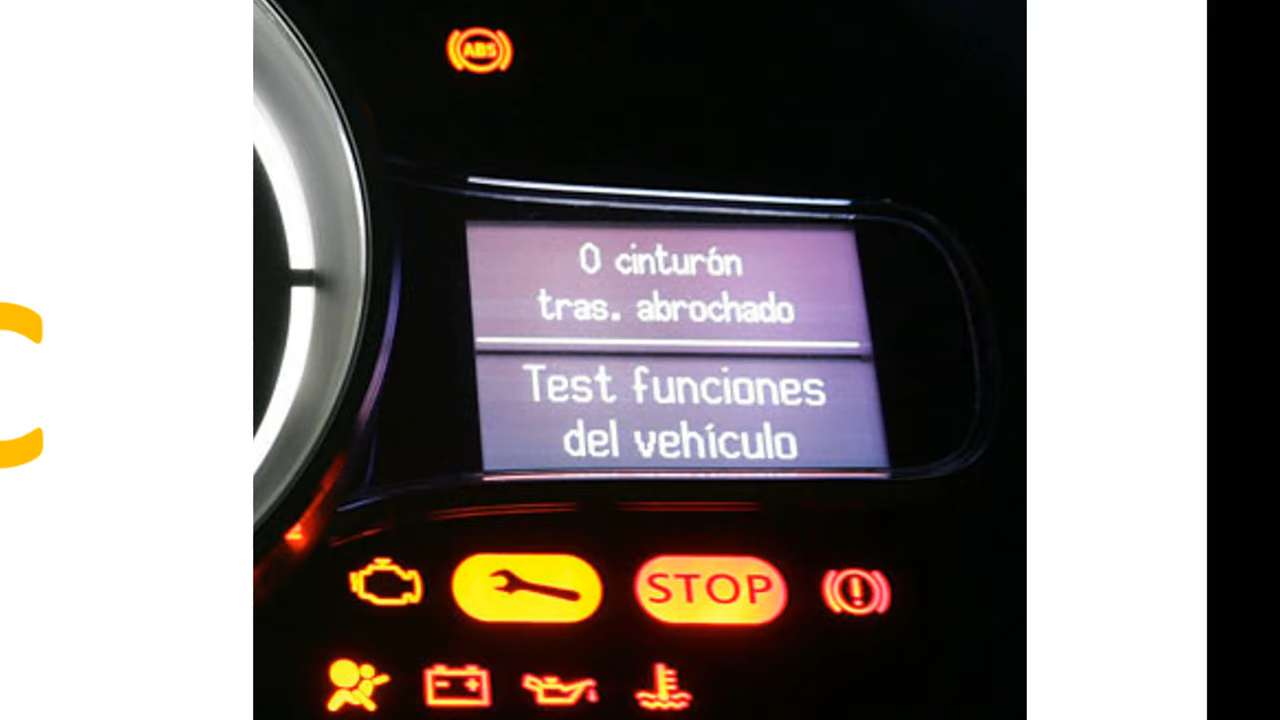 ABS
0 cinturón
tras. abrochado
Test funciones
del vehículo
STOP